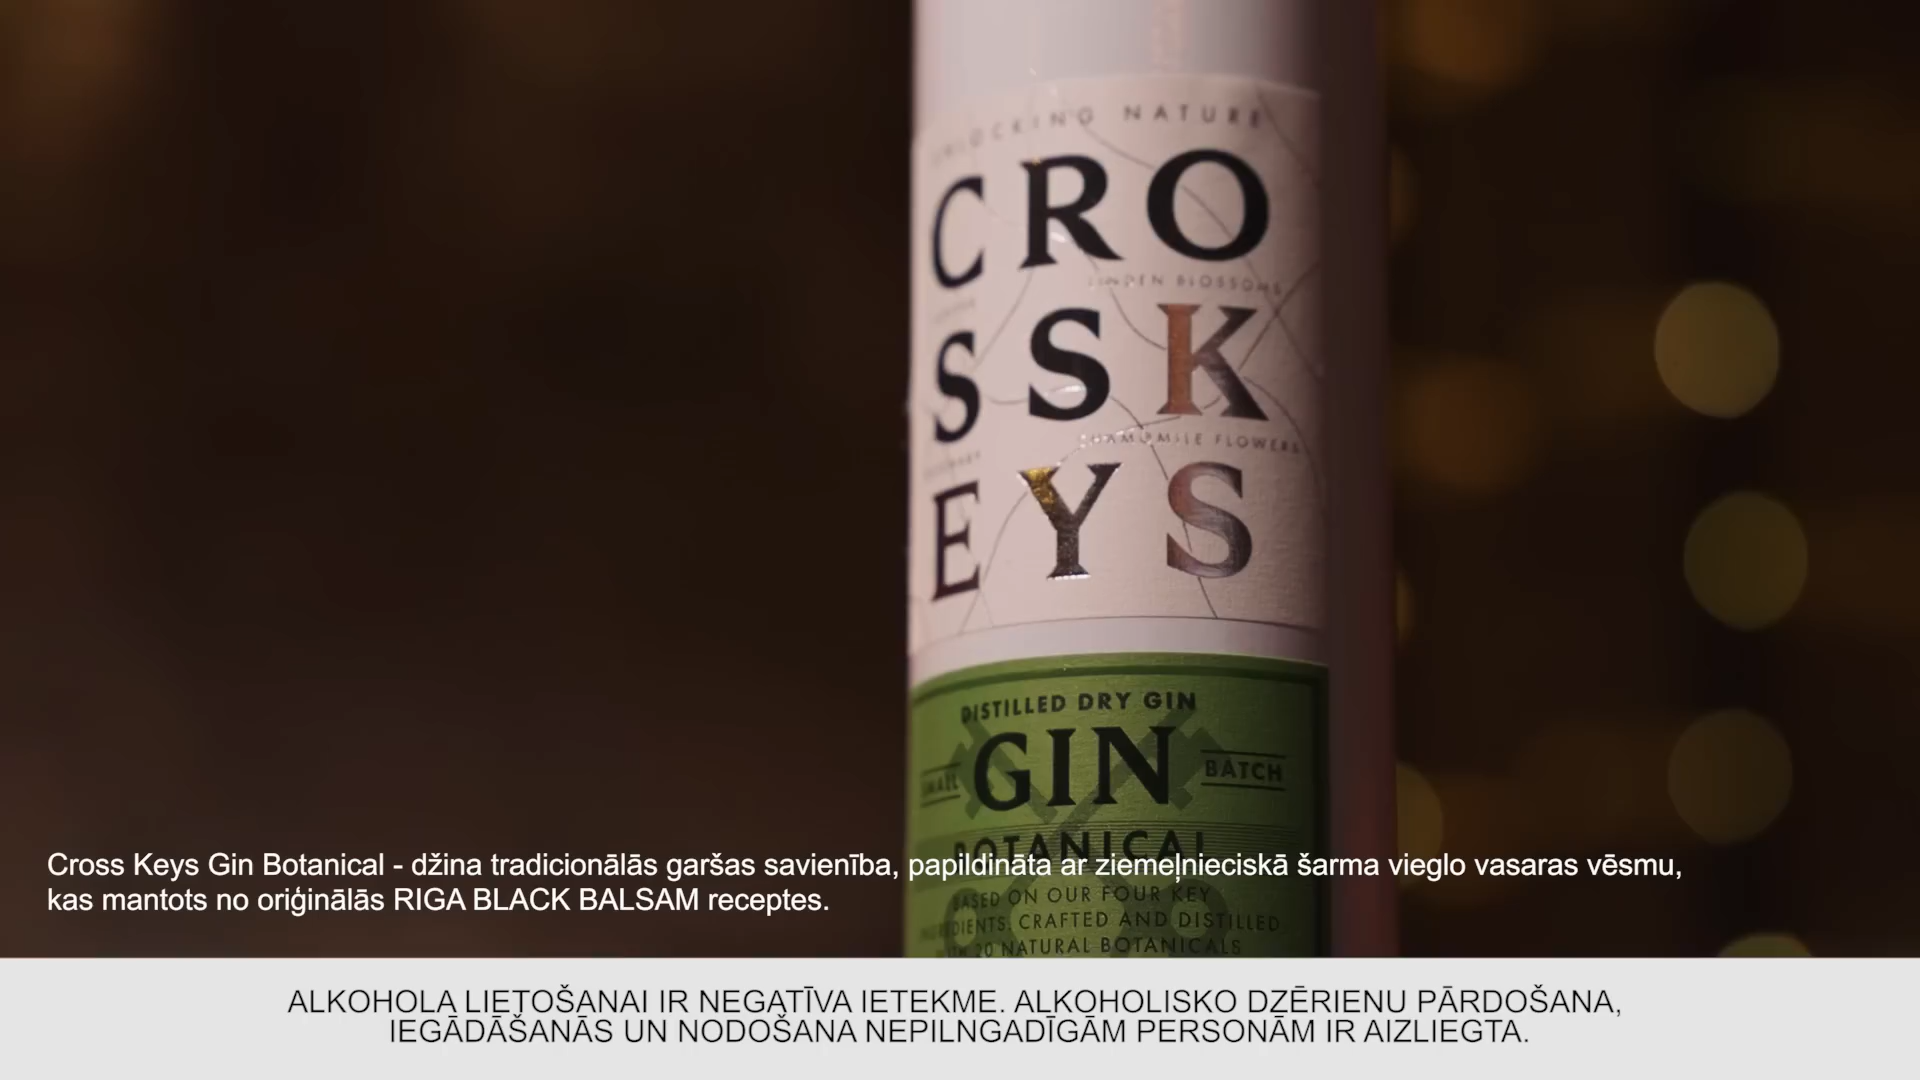 UNLOCKING NATURE
CRO
LINDEN BLOSSOMS
SSK
CHAMOMILE FLOWERS
EYS
DISTILLED DRY GIN
SMALL GIN BATCH
BOTANICAL
Cross Keys Gin Botanical - džina tradicionālās garšas savienība, papildināta ar ziemeļnieciskā šarma vieglo vasaras vēsmu,
kas mantots no oriģinālās RIGA BLACK BALSAM receptes.
BASED ON OUR FOUR KEY
INGREDIENTS. CRAFTED AND DISTILLED
WITH 20 NATURAL BOTANICALS
ALKOHOLA LIETOŠANAI IR NEGATĪVA IETEKME. ALKOHOLISKO DZĒRIENU PĀRDOŠANA,
IEGĀDĀŠANĀS UN NODOŠANA NEPILNGADĪGĀM PERSONĀM IR AIZLIEGTA.